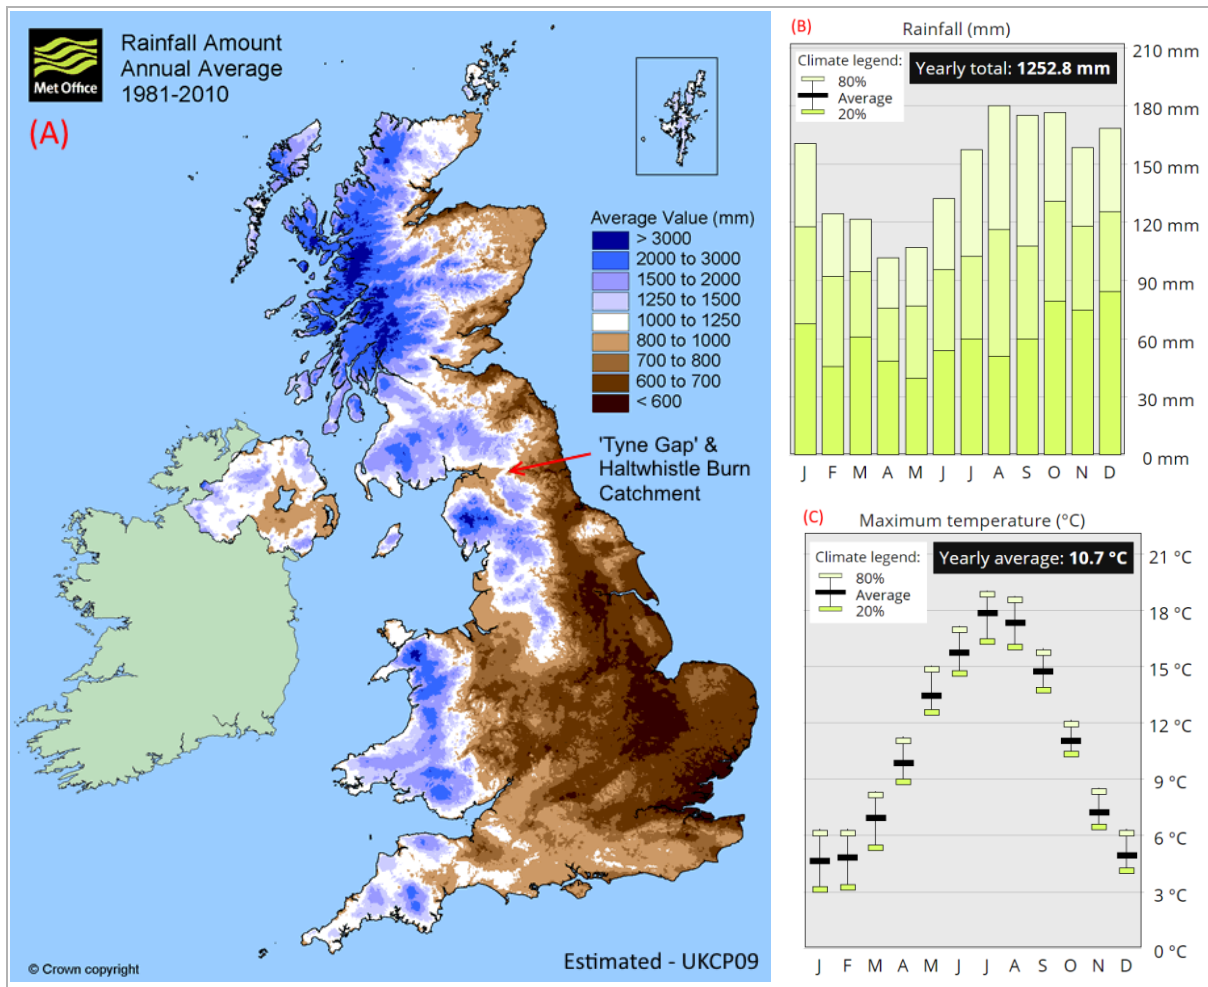 Met Office
Rainfall Amount
Annual Average
1981-2010
(A)
Average Value (mm)
> 3000
2000 to 3000
1500 to 2000
1250 to 1500
1000 to 1250
800 to 1000
700 to 800
600 to 700
< 600
'Tyne Gap' &
Haltwhistle Burn
Catchment
© Crown copyright
Estimated - UKCP09
(B)
Rainfall (mm)
Climate legend:
80%
Average
20%
Yearly total: 1252.8 mm
210 mm
180 mm
150 mm
120 mm
90 mm
60 mm
30 mm
0 mm
J F M A M J J A S O N D
(C)
Maximum temperature (°C)
Climate legend:
80%
Average
20%
Yearly average: 10.7 °C
21 °C
18 °C
15 °C
12 °C
9 °C
6 °C
3 °C
0 °C
J F M A M J J A S O N D